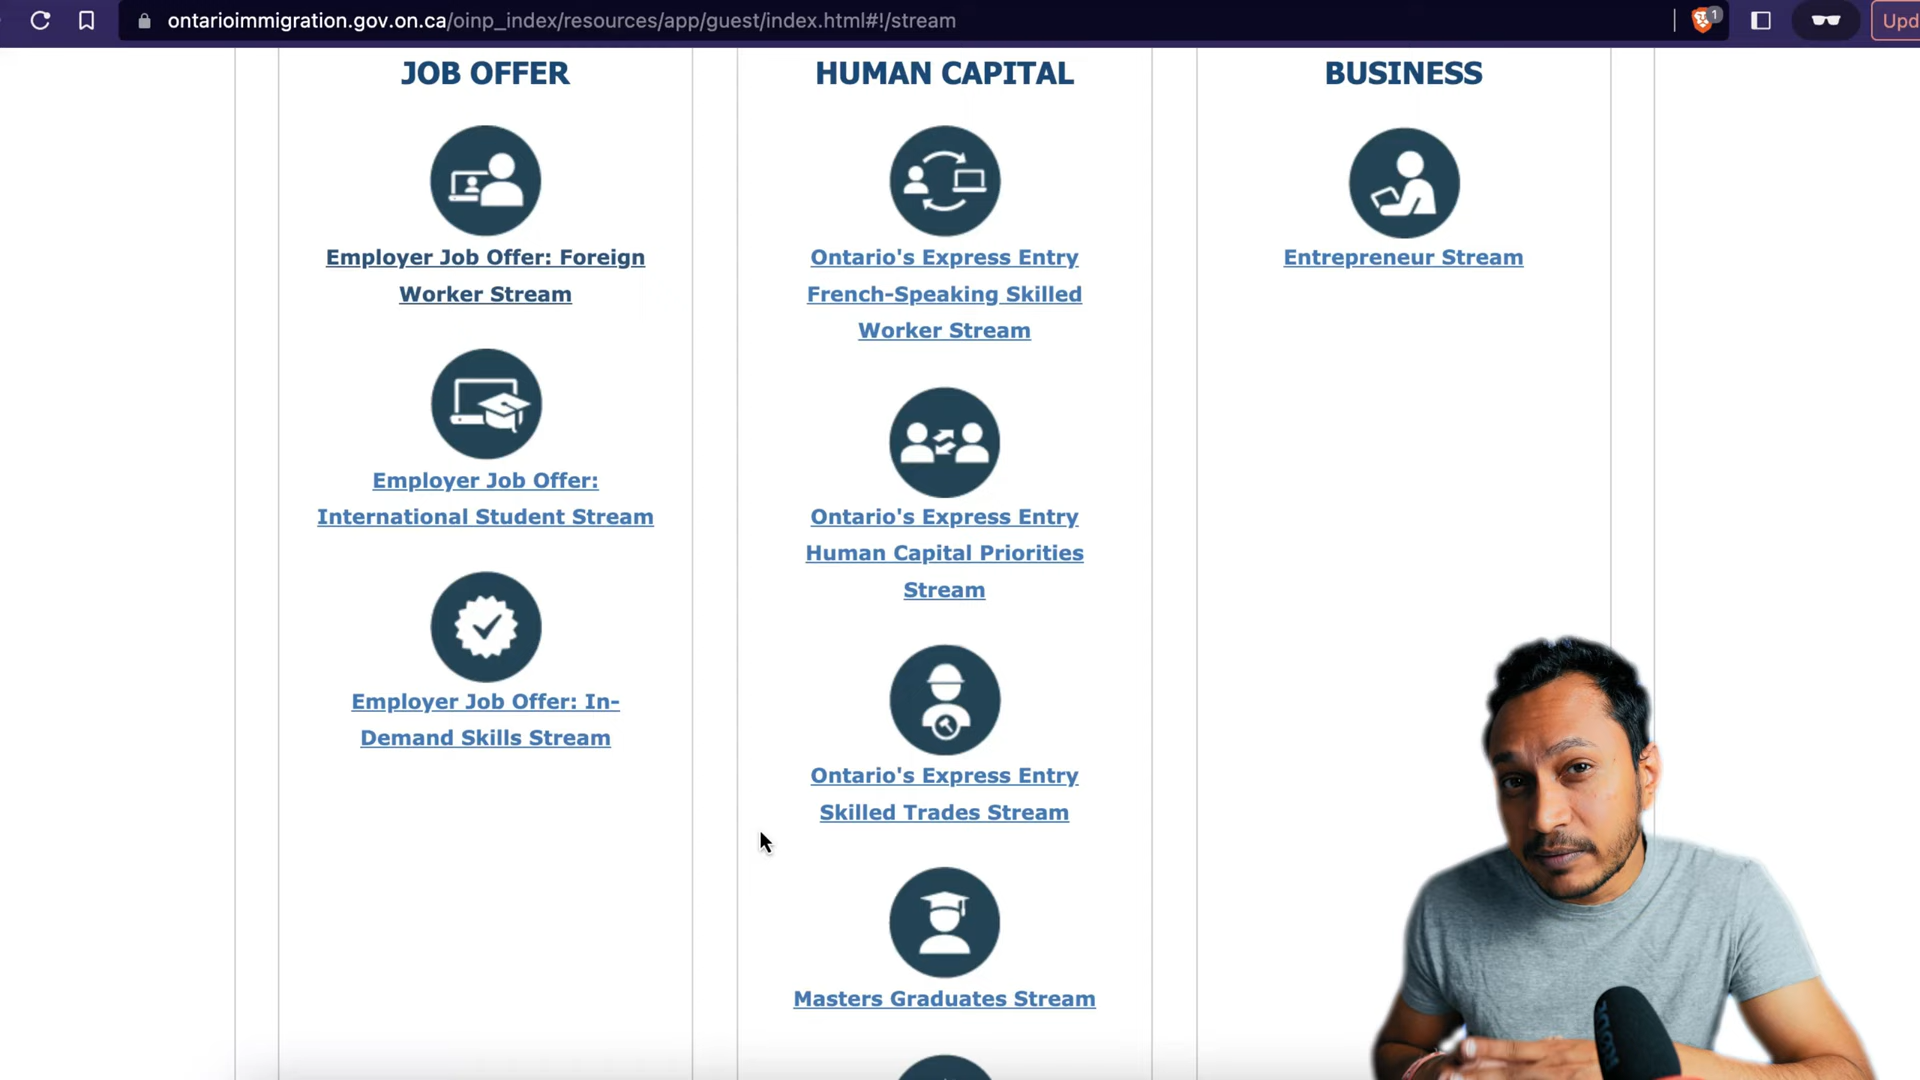 ontarioimmigration.gov.on.ca/oinp_index/resources/app/guest/index.html#!/stream
1
Upd
JOB OFFER
Employer Job Offer: Foreign
Worker Stream
Employer Job Offer:
International Student Stream
Employer Job Offer: In-
Demand Skills Stream
HUMAN CAPITAL
Ontario's Express Entry
French-Speaking Skilled
Worker Stream
Ontario's Express Entry
Human Capital Priorities
Stream
Ontario's Express Entry
Skilled Trades Stream
Masters Graduates Stream
BUSINESS
Entrepreneur Stream